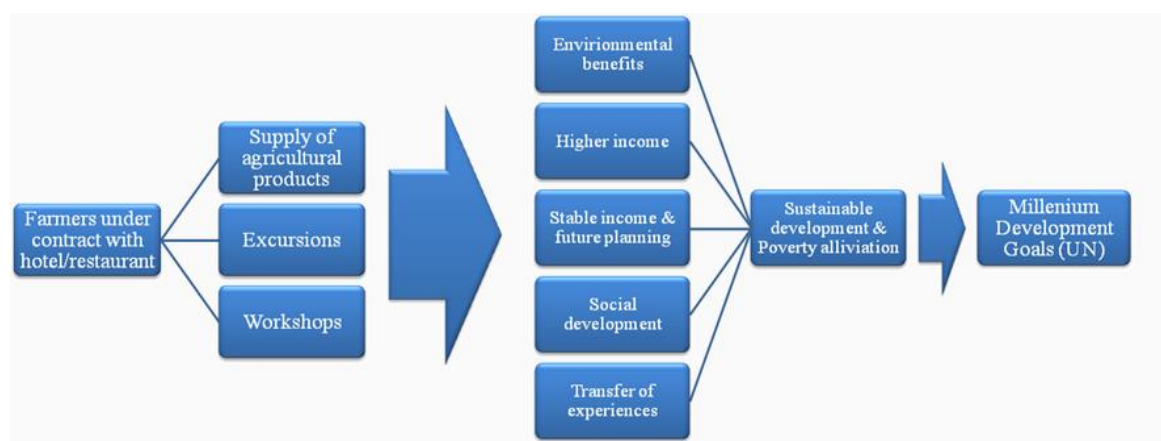 Farmers under
contract with
hotel/restaurant
Supply of
agricultural
products
Excursions
Workshops
Envirionmental
benefits
Higher income
Stable income &
future planning
Social
development
Transfer of
experiences
Sustainable
development &
Poverty alliviation
Millenium
Development
Goals (UN)